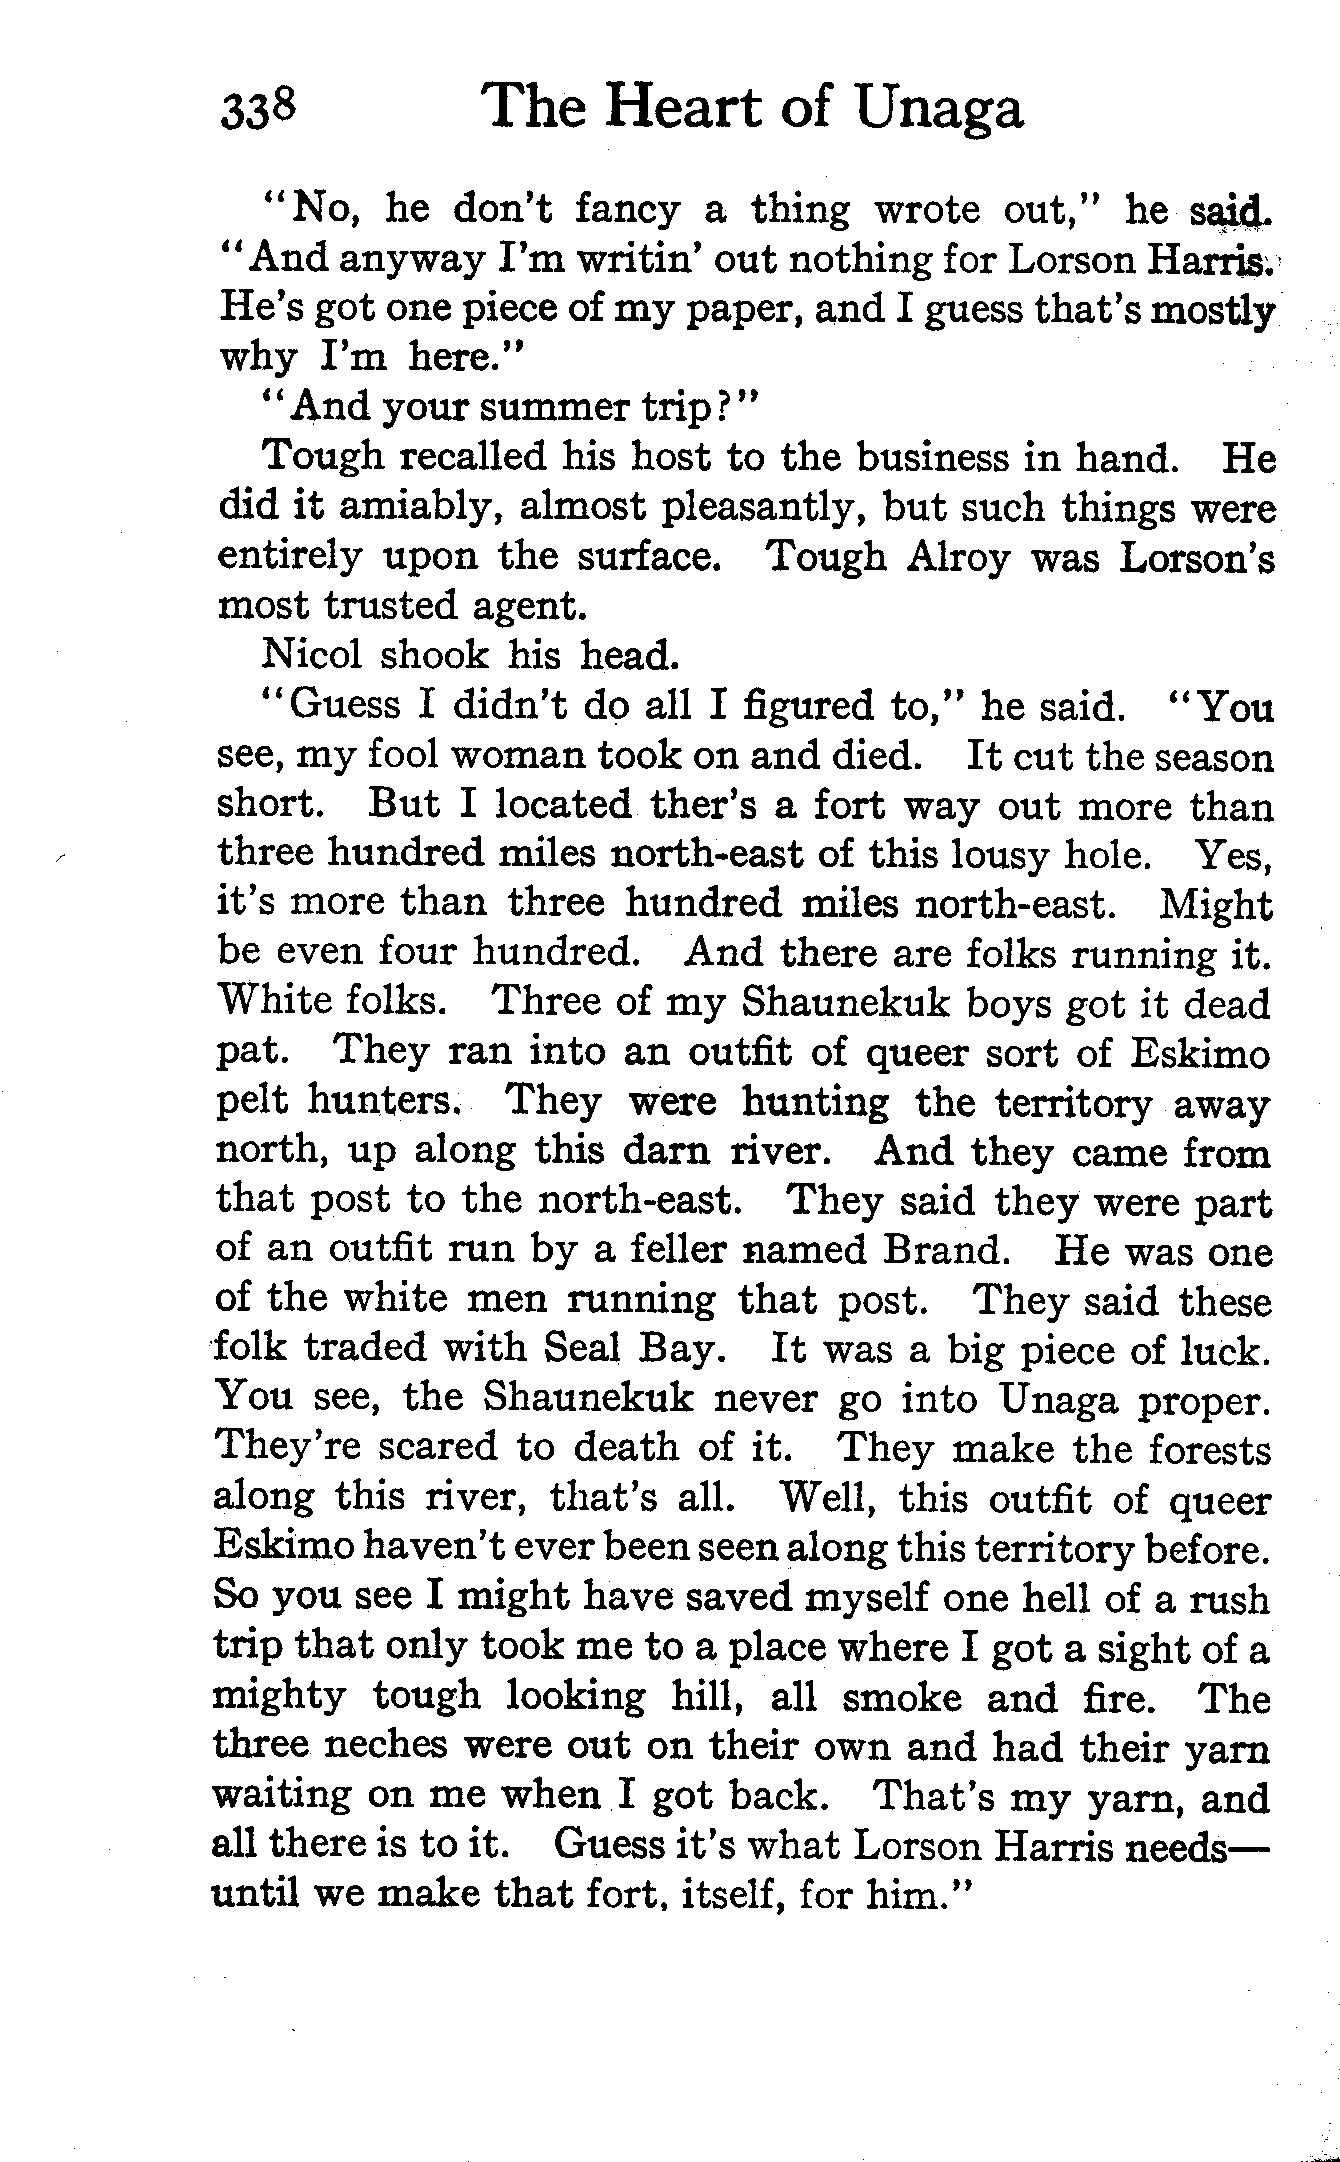 338 The Heart of Unaga
"No, he don't fancy a thing wrote out," he said.
"And anyway I'm writin' out nothing for Lorson Harris.
He's got one piece of my paper, and I guess that's mostly
why I'm here."
"And your summer trip?"
Tough recalled his host to the business in hand. He
did it amiably, almost pleasantly, but such things were
entirely upon the surface. Tough Alroy was Lorson's
most trusted agent.
Nicol shook his head.
"Guess I didn't do all I figured to," he said. "You
see, my fool woman took on and died. It cut the season
short. But I located ther's a fort way out more than
three hundred miles north-east of this lousy hole. Yes,
it's more than three hundred miles north-east. Might
be even four hundred. And there are folks running it.
White folks. Three of my Shaunekuk boys got it dead
pat. They ran into an outfit of queer sort of Eskimo
pelt hunters. They were hunting the territory away
north, up along this darn river. And they came from
that post to the north-east. They said they were part
of an outfit run by a feller named Brand. He was one
of the white men running that post. They said these
folk traded with Seal Bay. It was a big piece of luck.
You see, the Shaunekuk never go into Unaga proper.
They're scared to death of it. They make the forests
along this river, that's all. Well, this outfit of queer
Eskimo haven't ever been seen along this territory before.
So you see I might have saved myself one hell of a rush
trip that only took me to a place where I got a sight of a
mighty tough looking hill, all smoke and fire. The
three neches were out on their own and had their yarn
waiting on me when I got back. That's my yarn, and
all there is to it. Guess it's what Lorson Harris needs—
until we make that fort, itself, for him."